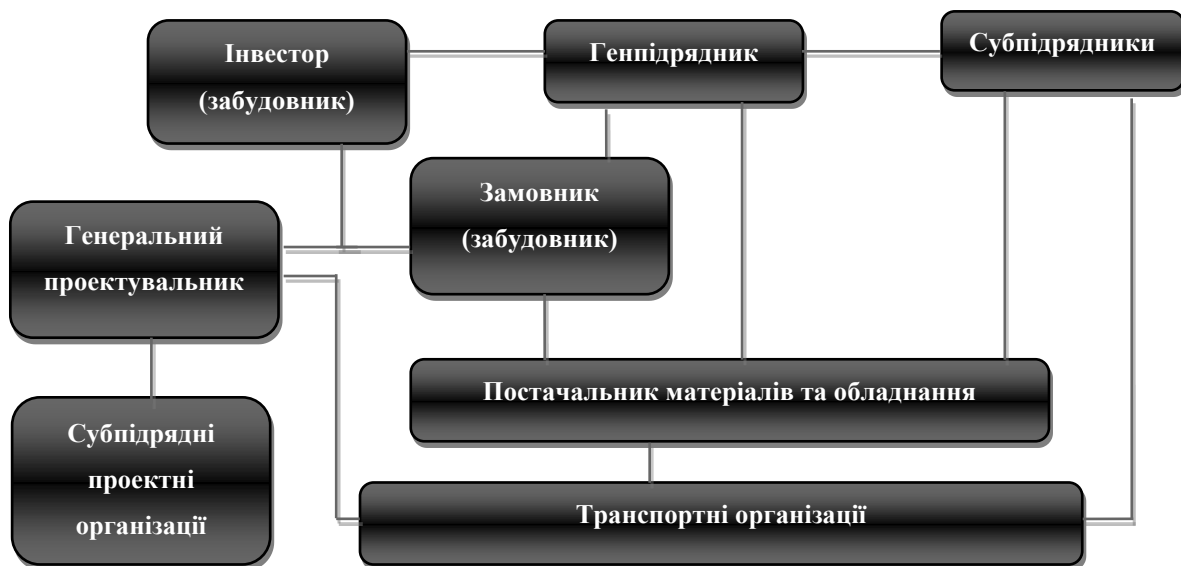 Інвестор
(забудовник)
Генпідрядник
Субпідрядники
Замовник
(забудовник)
Генеральний
проектувальник
Постачальник матеріалів та обладнання
Субпідрядні
проектні
організації
Транспортні організації